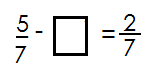 5/7 - □ = 2/7